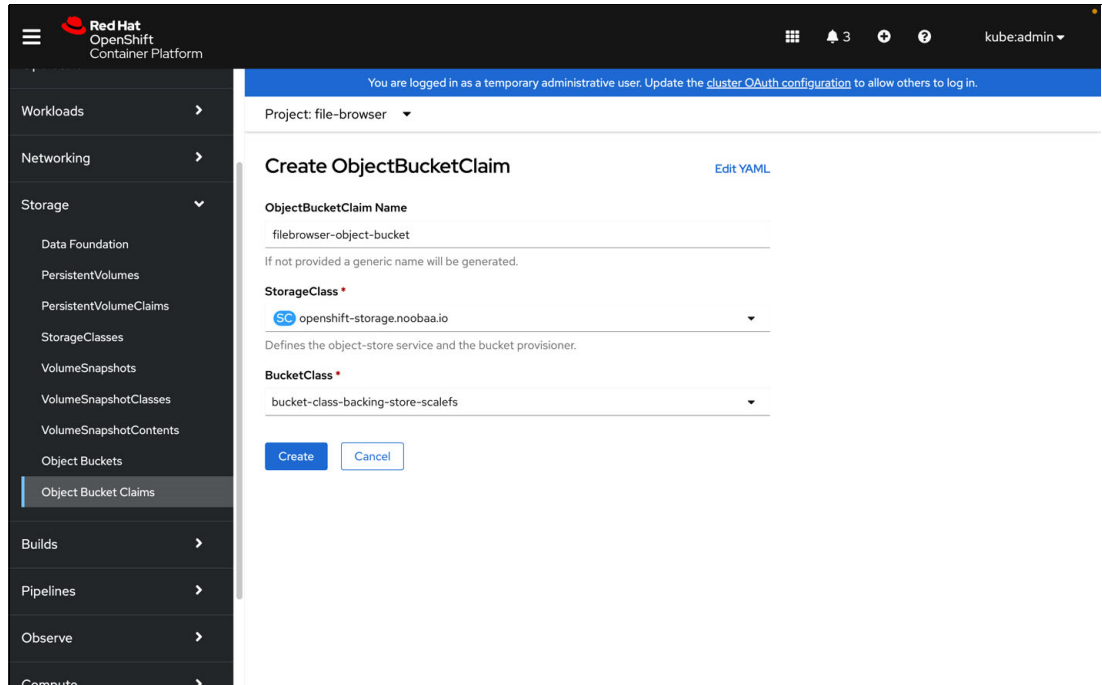 Red Hat
OpenShift
Container Platform
3
kube:admin
You are logged in as a temporary administrative user. Update the cluster OAuth configuration to allow others to log in.
Workloads
Networking
Storage
Data Foundation
PersistentVolumes
PersistentVolumeClaims
StorageClasses
VolumeSnapshots
VolumeSnapshotClasses
VolumeSnapshotContents
Object Buckets
Object Bucket Claims
Builds
Pipelines
Observe
Compute
Project: file-browser
Create ObjectBucketClaim
Edit YAML
ObjectBucketClaim Name
filebrowser-object-bucket
If not provided a generic name will be generated.
StorageClass *
SC openshift-storage.noobaa.io
Defines the object-store service and the bucket provisioner.
BucketClass *
bucket-class-backing-store-scalefs
Create
Cancel